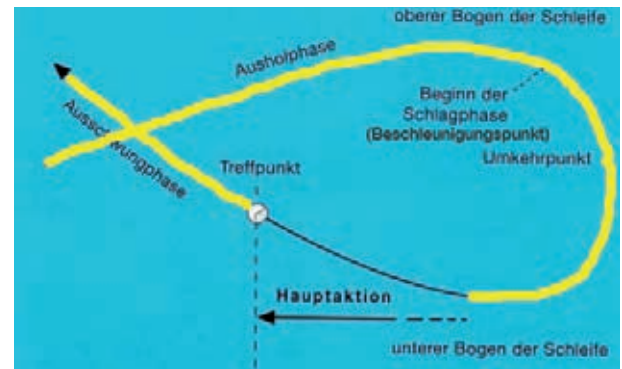 oberer Bogen der Schleife
Ausholphase
Beginn der
Schlagphase
(Beschleunigungspunkt)
Umkehrpunkt
Ausschwungphase
Treffpunkt
Hauptaktion
unterer Bogen der Schleife